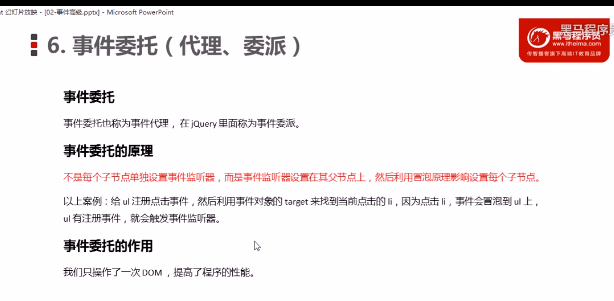 幻灯片放映 - [02-事件高级.pptx] - Microsoft PowerPoint
6. 事件委托（代理、委派）
黑马程序员
www.itheima.com
传智播客旗下高端IT教育品牌
事件委托
事件委托也称为事件代理， 在 jQuery 里面称为事件委派。
事件委托的原理
不是每个子节点单独设置事件监听器，而是事件监听器设置在其父节点上，然后利用冒泡原理影响设置每个子节点。
以上案例：给 ul 注册点击事件，然后利用事件对象的 target 来找到当前点击的 li，因为点击 li，事件会冒泡到 ul 上，
ul 有注册事件，就会触发事件监听器。
事件委托的作用
我们只操作了一次 DOM ，提高了程序的性能。